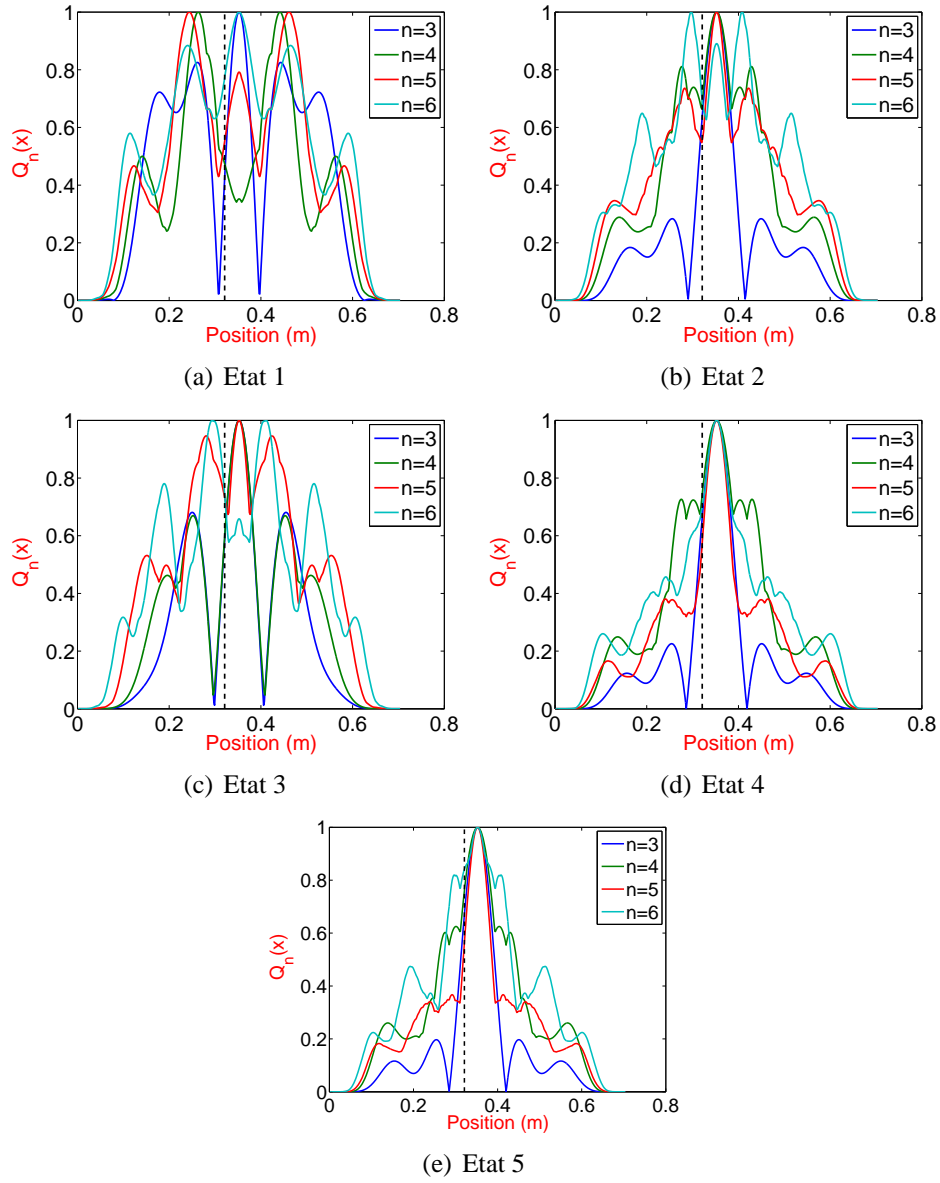 1
0.8
0.6
0.4
0.2
0
Q_n(x)
0 0.2 0.4 0.6 0.8
Position (m)
n=3
n=4
n=5
n=6
(a) Etat 1
1
0.8
0.6
0.4
0.2
0
Q_n(x)
0 0.2 0.4 0.6 0.8
Position (m)
n=3
n=4
n=5
n=6
(b) Etat 2
1
0.8
0.6
0.4
0.2
0
Q_n(x)
0 0.2 0.4 0.6 0.8
Position (m)
n=3
n=4
n=5
n=6
(c) Etat 3
1
0.8
0.6
0.4
0.2
0
Q_n(x)
0 0.2 0.4 0.6 0.8
Position (m)
n=3
n=4
n=5
n=6
(d) Etat 4
1
0.8
0.6
0.4
0.2
0
Q_n(x)
0 0.2 0.4 0.6 0.8
Position (m)
n=3
n=4
n=5
n=6
(e) Etat 5